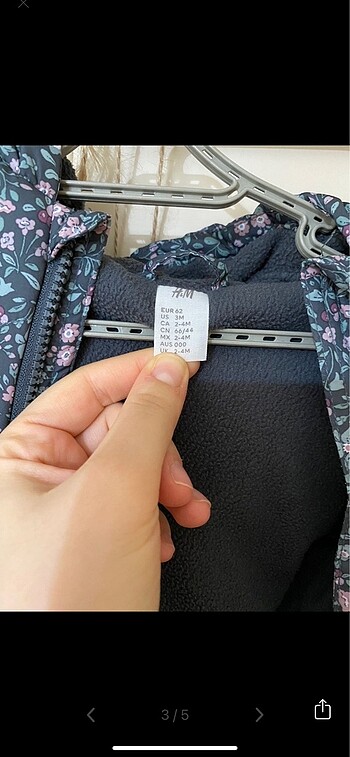 H&M
EUR 62
US 3M
CA 2-4M
CN 66/44
MX 2-4M
AUS 000
UK 2-4M
3/5